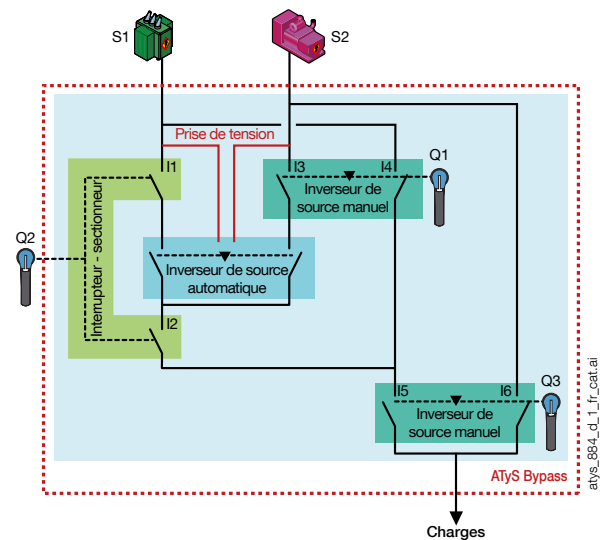 S1
S2
Prise de tension
I1
I3
I4
Q1
Inverseur de
source manuel
Q2
Interrupteur - sectionneur
Inverseur de source
automatique
I2
I5
I6
Q3
Inverseur de
source manuel
ATyS Bypass
Charges
atys_884_d_1_fr_cat.ai